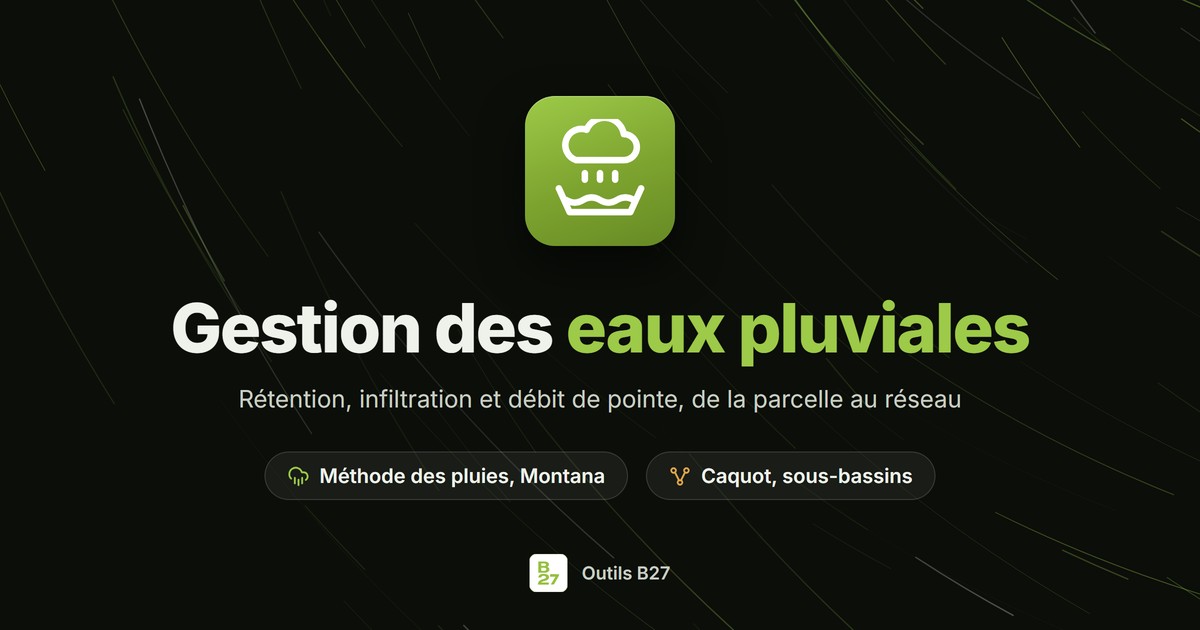 Gestion des eaux pluviales
Rétention, infiltration et débit de pointe, de la parcelle au réseau
Méthode des pluies, Montana
Caquot, sous-bassins
B
27
Outils B27